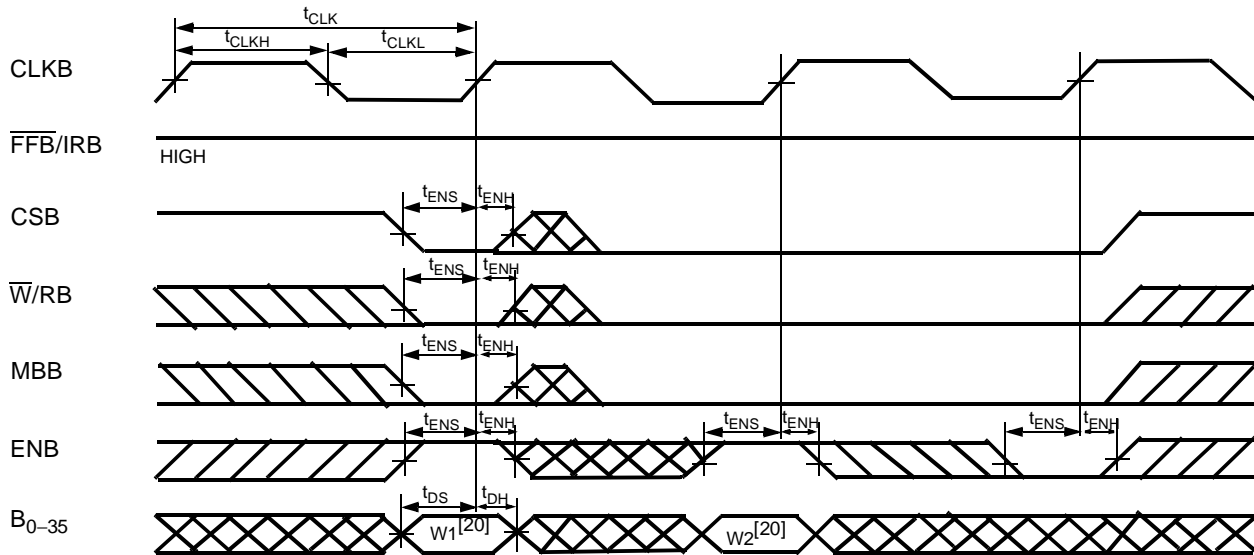 tCLK
tCLKH tCLKL
CLKB
FFB/IRB
HIGH
tENS tENH
CSB
tENS tENH
W/RB
tENS tENH
MBB
tENS tENH tENS tENH tENS tENH
ENB
tDS tDH
B0–35
W1[20] W2[20]